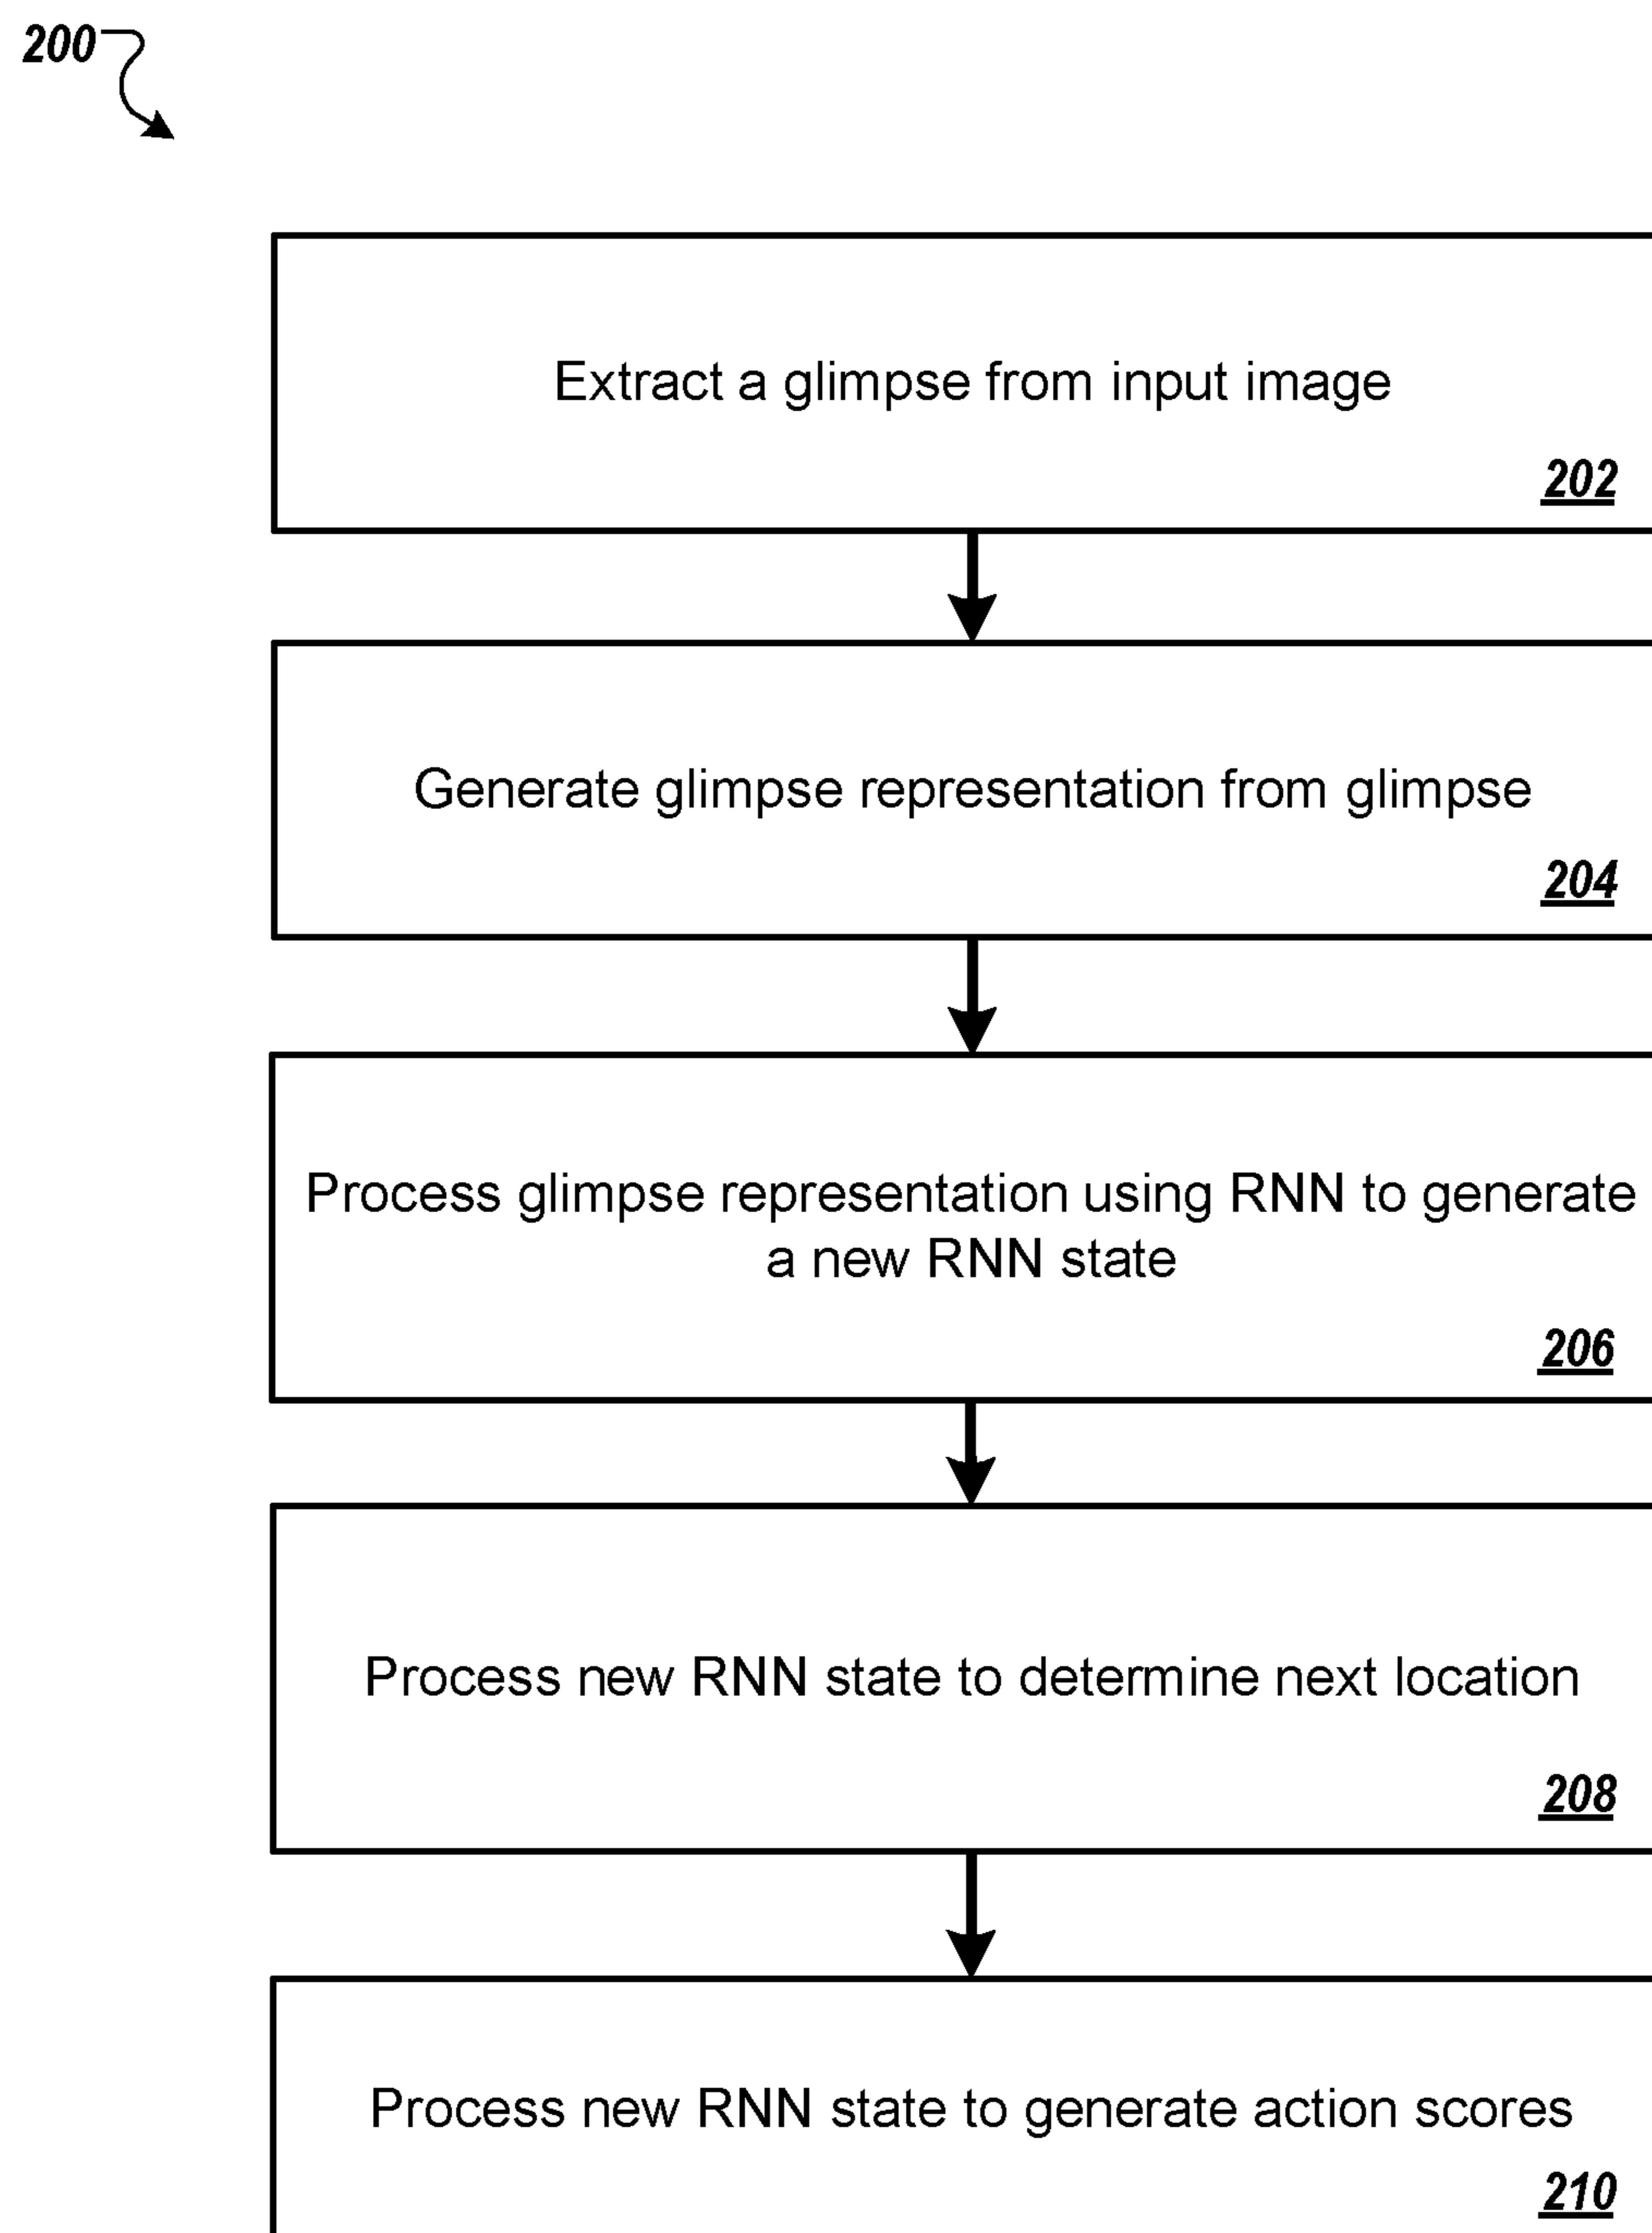 200
Extract a glimpse from input image
202
Generate glimpse representation from glimpse
204
Process glimpse representation using RNN to generate
a new RNN state
206
Process new RNN state to determine next location
208
Process new RNN state to generate action scores
210